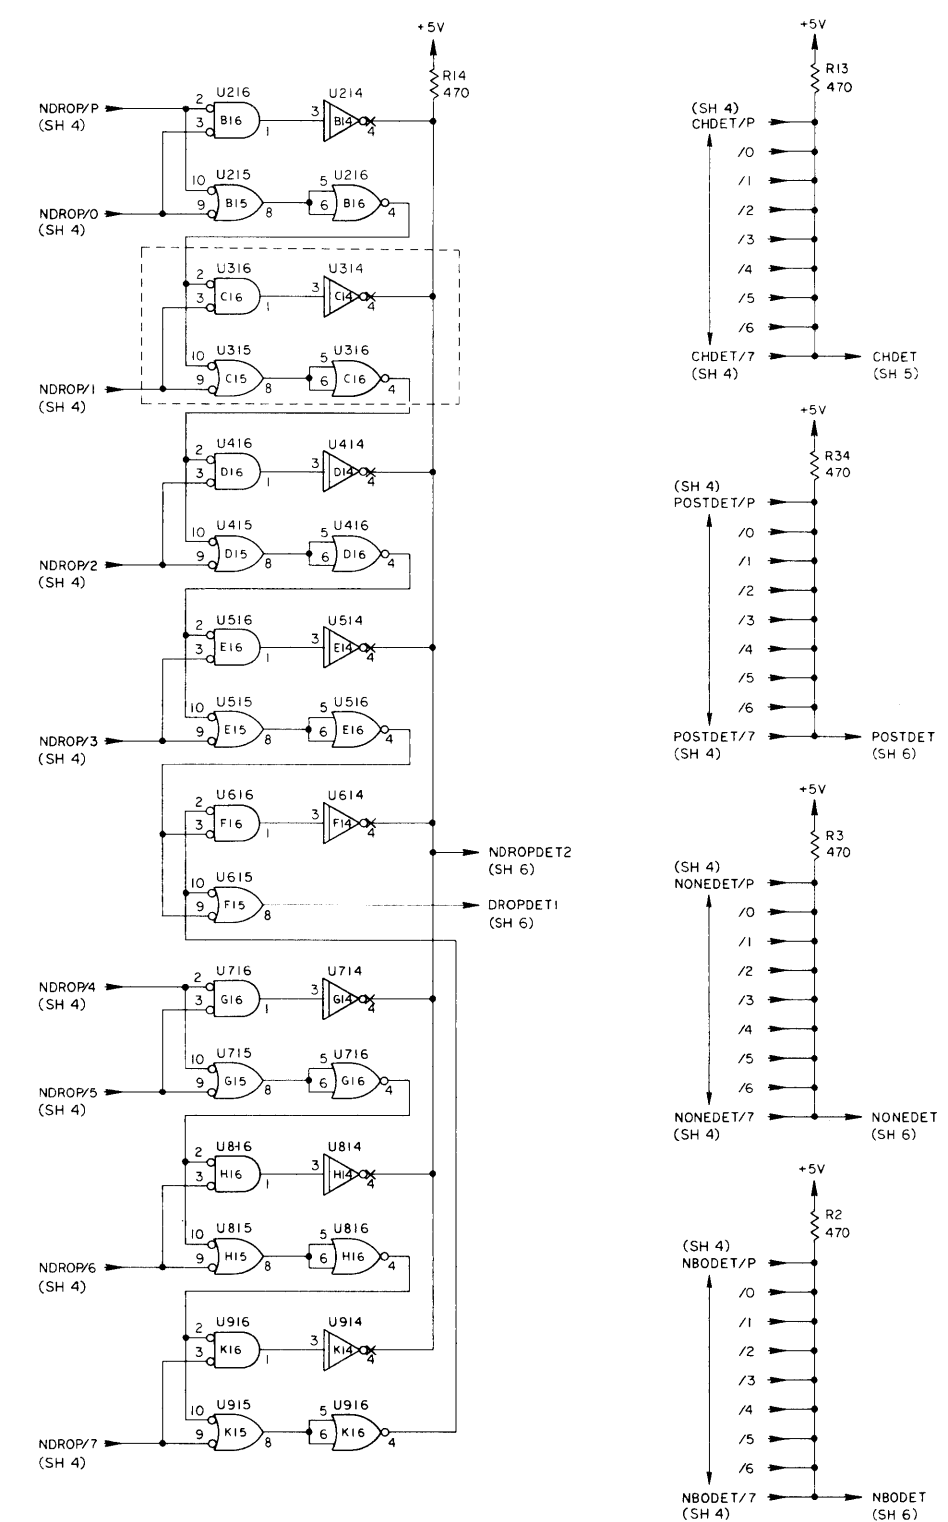 +5V
R14
470
NDROP/P
(SH 4)
2
3
U216
B16
1
3
U214
B14
4
10
9
U215
B15
8
5
6
U216
B16
4
NDROP/0
(SH 4)
2
3
U316
C16
1
3
U314
C14
4
10
9
U315
C15
8
5
6
U316
C16
4
NDROP/1
(SH 4)
2
3
U416
D16
1
3
U414
D14
4
10
9
U415
D15
8
5
6
U416
D16
4
NDROP/2
(SH 4)
2
3
U516
E16
1
3
U514
E14
4
10
9
U515
E15
8
5
6
U516
E16
4
NDROP/3
(SH 4)
2
3
U616
F16
1
3
U614
F14
4
NDROPDET2
(SH 6)
10
9
U615
F15
8
DROPDET1
(SH 6)
NDROP/4
(SH 4)
2
3
U716
G16
1
3
U714
G14
4
10
9
U715
G15
8
5
6
U716
G16
4
NDROP/5
(SH 4)
2
3
U816
H16
1
3
U814
H14
4
10
9
U815
H15
8
5
6
U816
H16
4
NDROP/6
(SH 4)
2
3
U916
K16
1
3
U914
K14
4
10
9
U915
K15
8
5
6
U916
K16
4
NDROP/7
(SH 4)
+5V
R13
470
(SH 4)
CHDET/P
/0
/1
/2
/3
/4
/5
/6
CHDET/7
(SH 4)
CHDET
(SH 5)
+5V
R34
470
(SH 4)
POSTDET/P
/0
/1
/2
/3
/4
/5
/6
POSTDET/7
(SH 4)
POSTDET
(SH 6)
+5V
R3
470
(SH 4)
NONEDET/P
/0
/1
/2
/3
/4
/5
/6
NONEDET/7
(SH 4)
NONEDET
(SH 6)
+5V
R2
470
(SH 4)
NBODET/P
/0
/1
/2
/3
/4
/5
/6
NBODET/7
(SH 4)
NBODET
(SH 6)